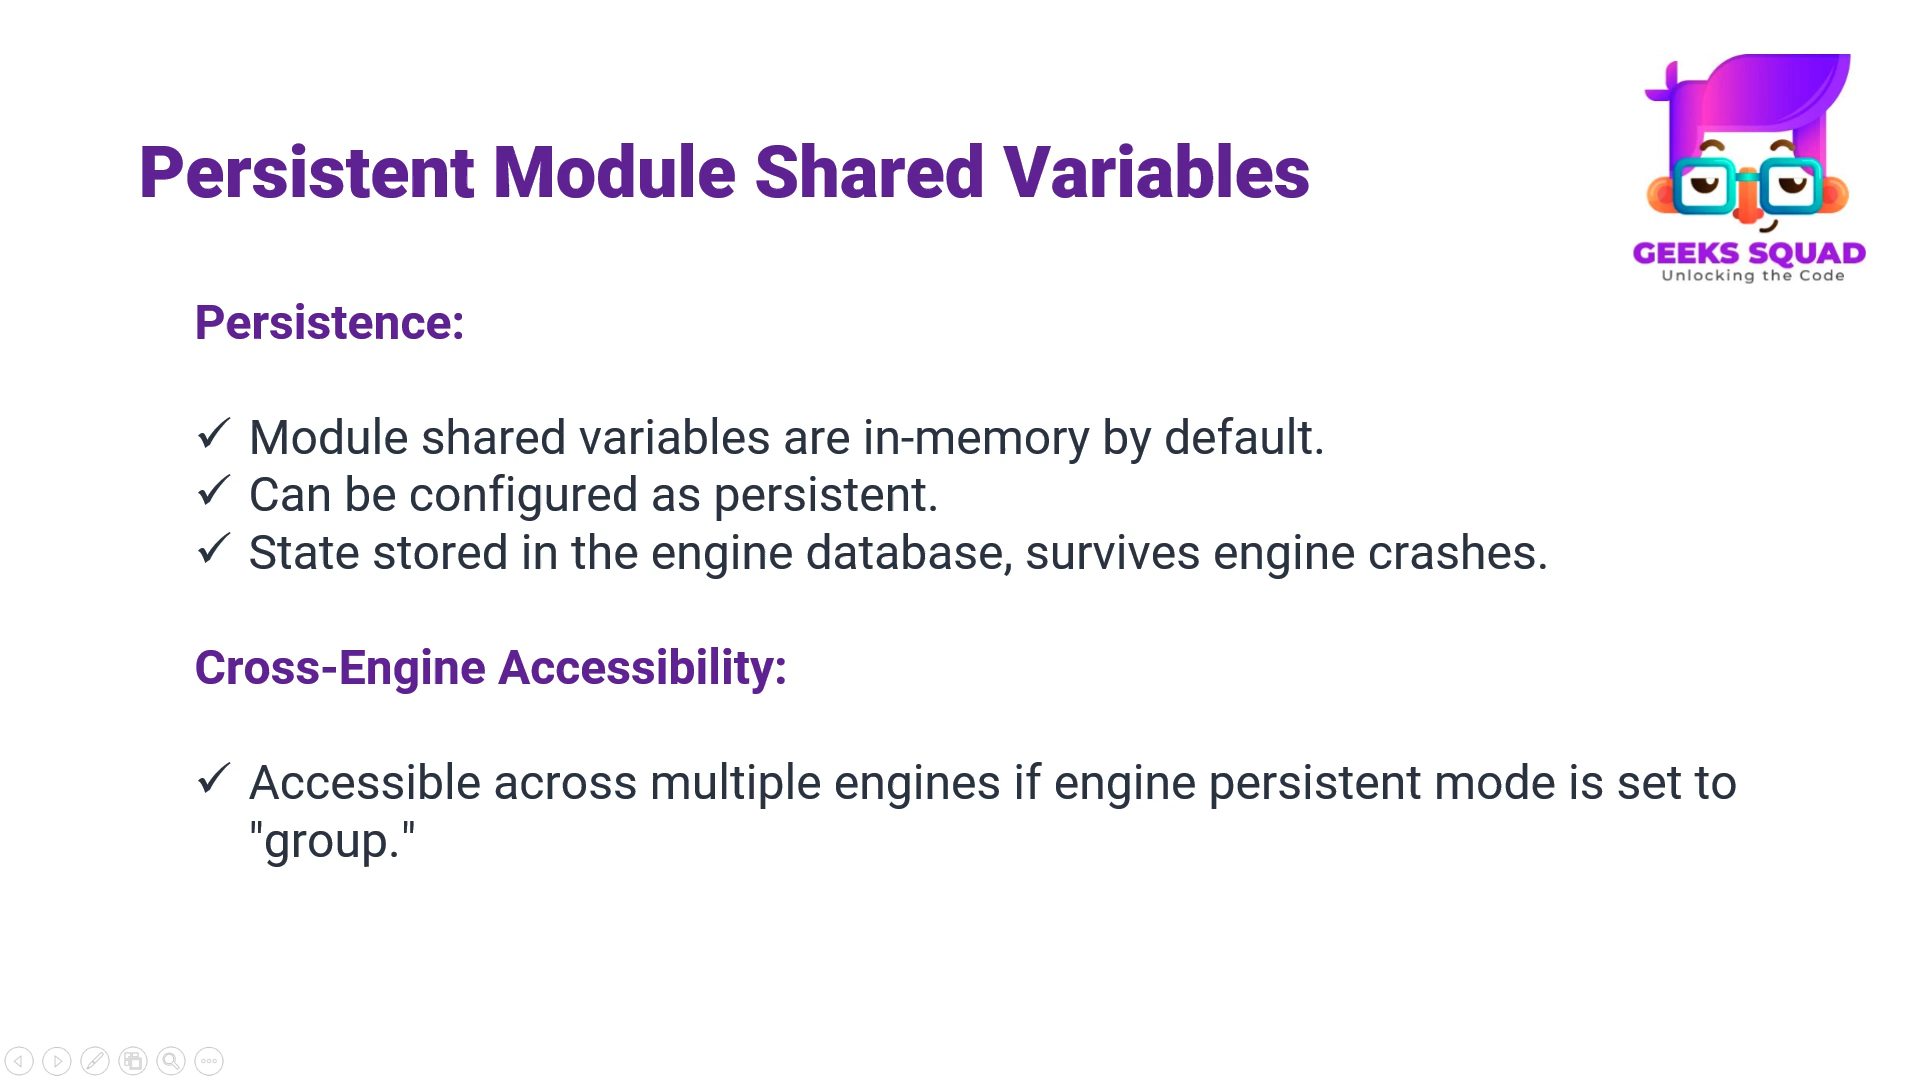 Persistent Module Shared Variables
GEEKS SQUAD
Unlocking the Code
Persistence:
✓ Module shared variables are in-memory by default.
✓ Can be configured as persistent.
✓ State stored in the engine database, survives engine crashes.
Cross-Engine Accessibility:
✓ Accessible across multiple engines if engine persistent mode is set to
"group."